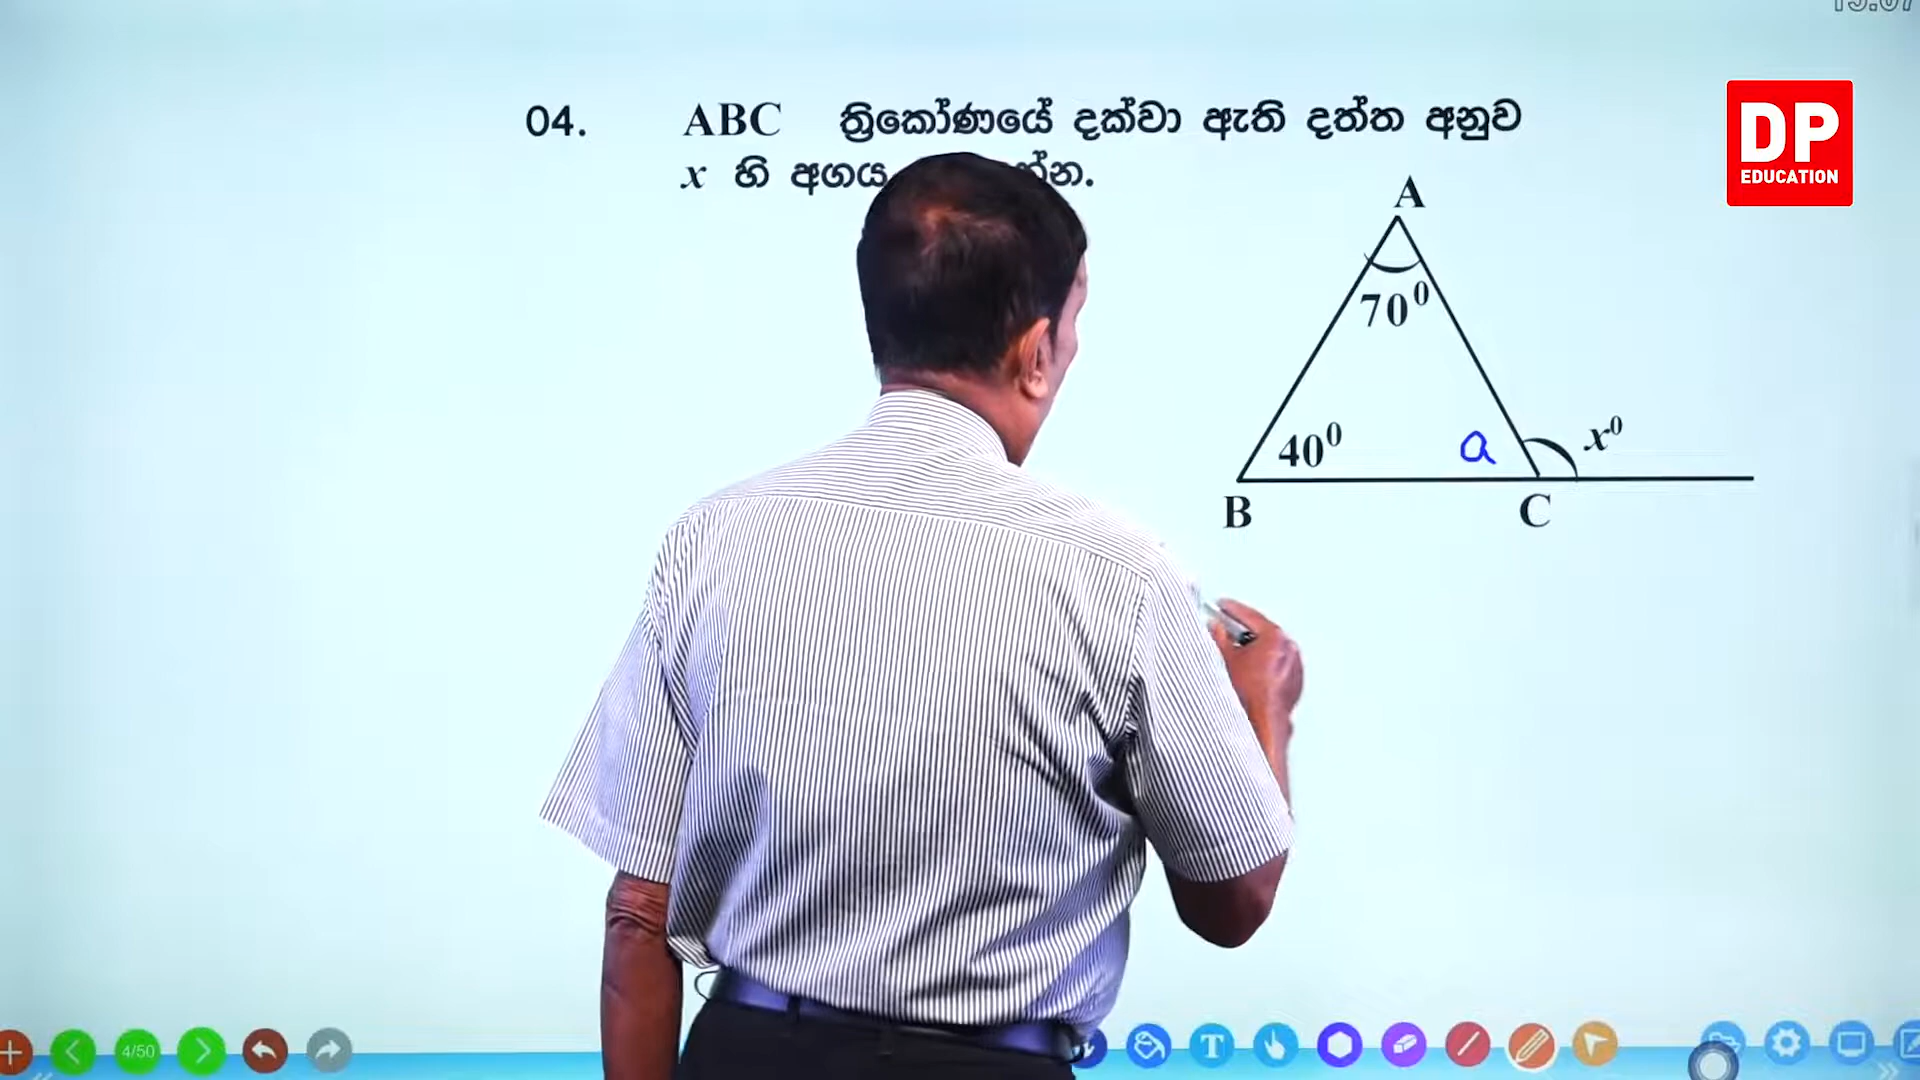 04. ABC ත්‍රිකෝණයේ දක්වා ඇති දත්ත අනුව
x හි අගය
DP
EDUCATION
A
70⁰
40⁰
a
x⁰
B
C
4/50
T